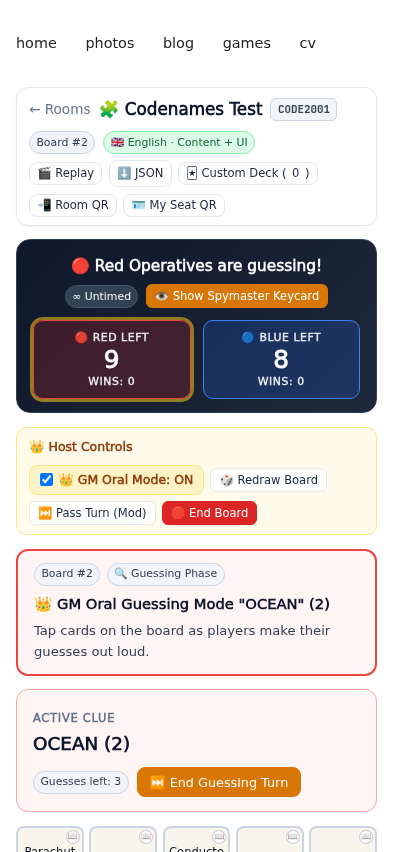 home photos blog games cv
← Rooms 🧩 Codenames Test CODE2001
Board #2 🇬🇧 English · Content + UI
🎬 Replay ⬇️ JSON 🃏 Custom Deck ( 0 )
📲 Room QR 🪪 My Seat QR
🔴 Red Operatives are guessing!
∞ Untimed 👁️ Show Spymaster Keycard
🔴 RED LEFT
9
WINS: 0
🔵 BLUE LEFT
8
WINS: 0
👑 Host Controls
👑 GM Oral Mode: ON 🎲 Redraw Board
⏭️ Pass Turn (Mod) 🛑 End Board
Board #2 🔍 Guessing Phase
👑 GM Oral Guessing Mode "OCEAN" (2)
Tap cards on the board as players make their
guesses out loud.
ACTIVE CLUE
OCEAN (2)
Guesses left: 3 ⏭️ End Guessing Turn
Parachut Conducto